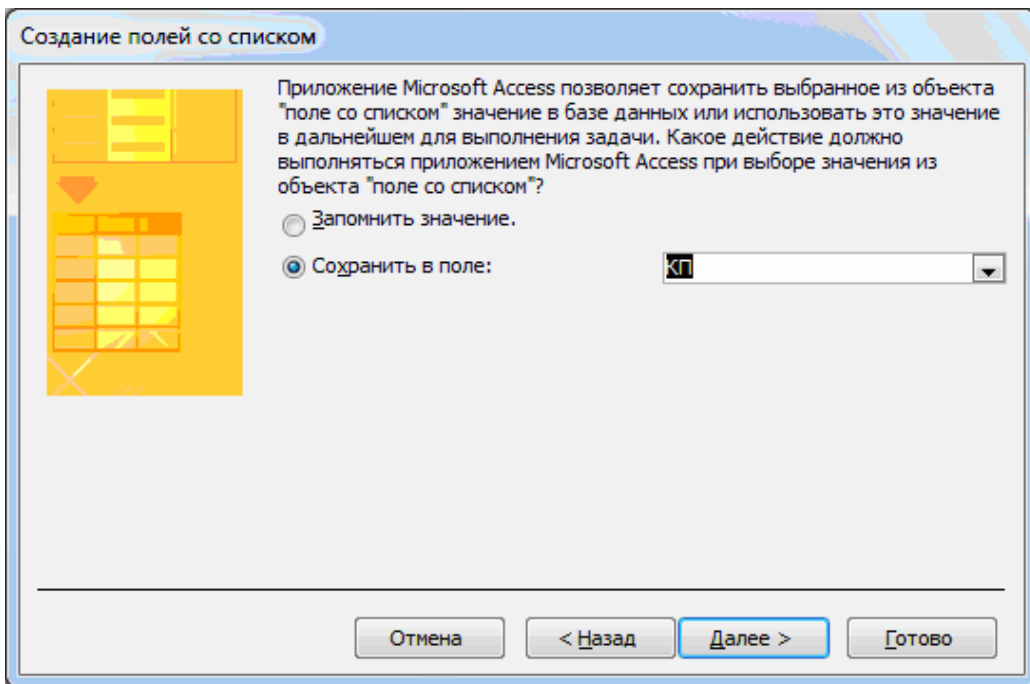 Создание полей со списком
Приложение Microsoft Access позволяет сохранить выбранное из объекта
"поле со списком" значение в базе данных или использовать это значение
в дальнейшем для выполнения задачи. Какое действие должно
выполняться приложением Microsoft Access при выборе значения из
объекта "поле со списком"?
Запомнить значение.
Сохранить в поле: КП
Отмена < Назад Далее > Готово